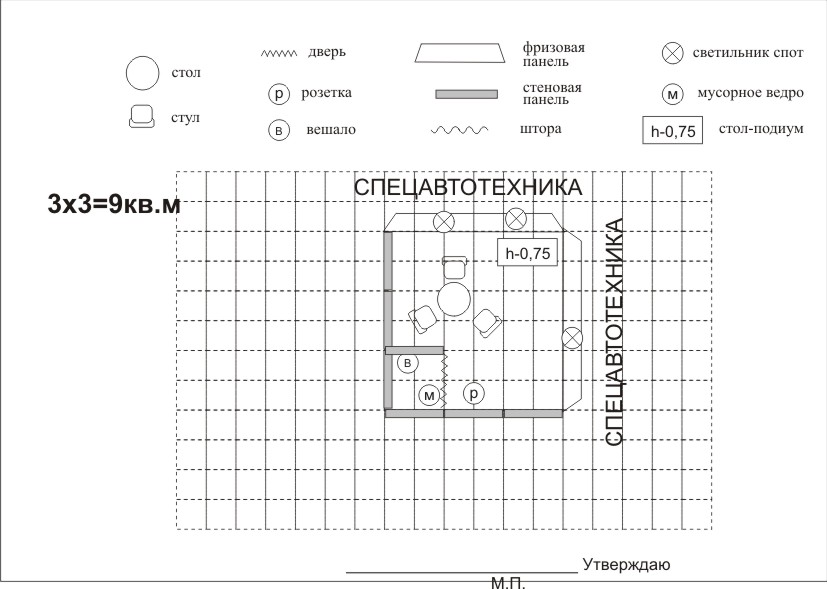 стол
стул
дверь
р розетка
в вешало
фризовая
панель
стеновая
панель
штора
светильник спот
м мусорное ведро
h-0,75 стол-подиум
3х3=9кв.м
СПЕЦАВТОТЕХНИКА
СПЕЦАВТОТЕХНИКА
h-0,75
в
м
р
Утверждаю
М.П.